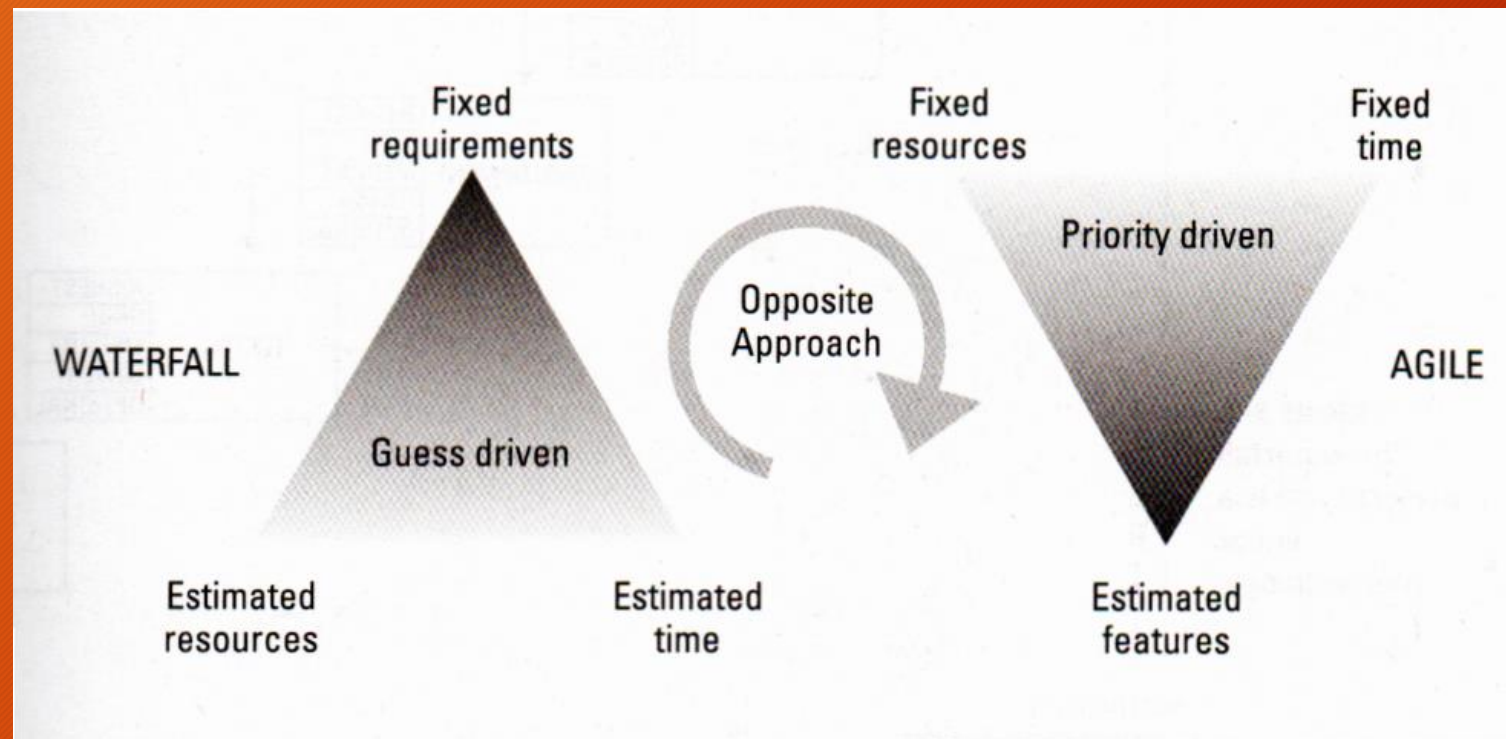 Fixed
requirements
Fixed
resources
Fixed
time
Priority driven
Opposite
Approach
WATERFALL
AGILE
Guess driven
Estimated
resources
Estimated
time
Estimated
features